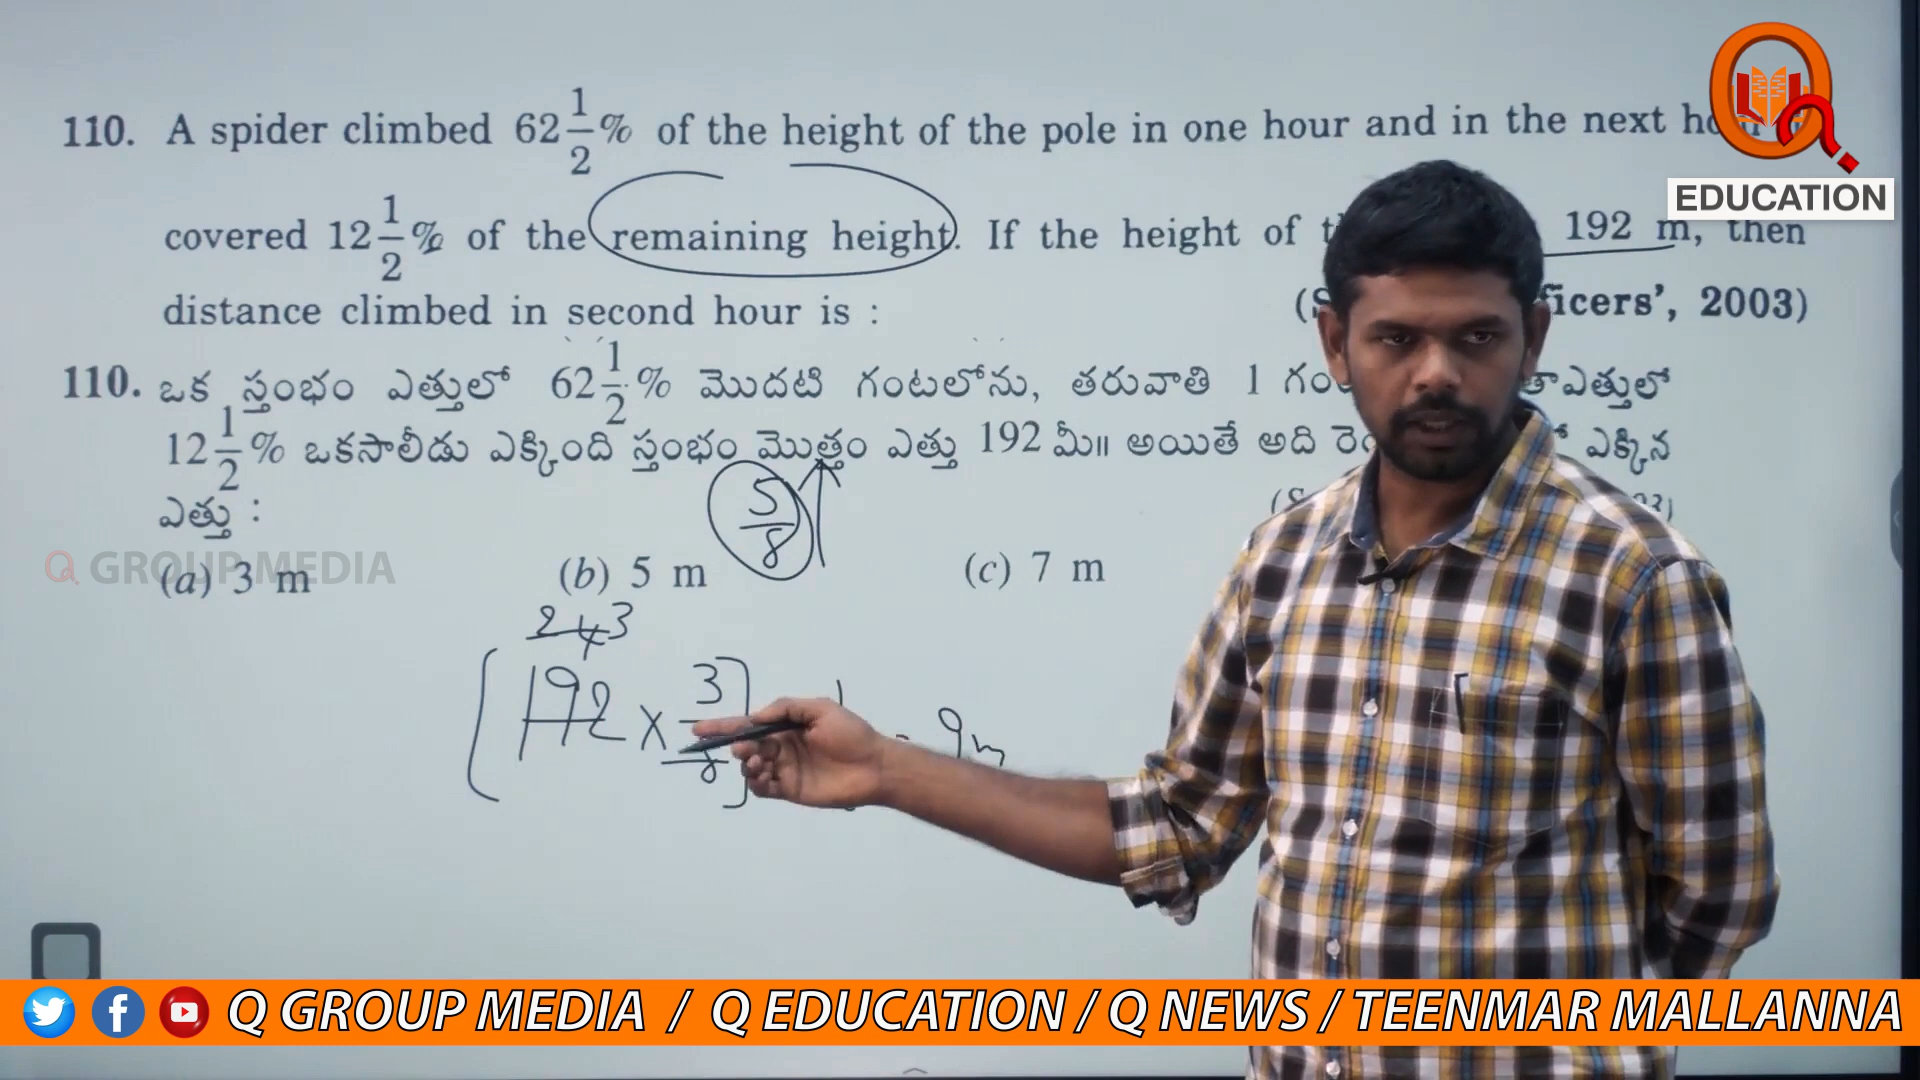 110. A spider climbed 62 1/2 % of the height of the pole in one hour and in the next
covered 12 1/2 % of the remaining height. If the height of 192 m, then
distance climbed in second hour is :
ficers', 2003)
110. ఒక స్తంభం ఎత్తులో 62 1/2 % మొదటి గంటలోను, తరువాతి 1
12 1/2 % ఒకసాలీడు ఎక్కింది స్తంభం మొత్తం ఎత్తు 192 మీ॥ అయితే అది ఎక్కిన
ఎత్తు :
5/8
(a) 3 m (b) 5 m (c) 7 m
24 3
[192 × 3/8] 9m
Q GROUP MEDIA
EDUCATION
Q GROUP MEDIA / Q EDUCATION / Q NEWS / TEENMAR MALLANNA